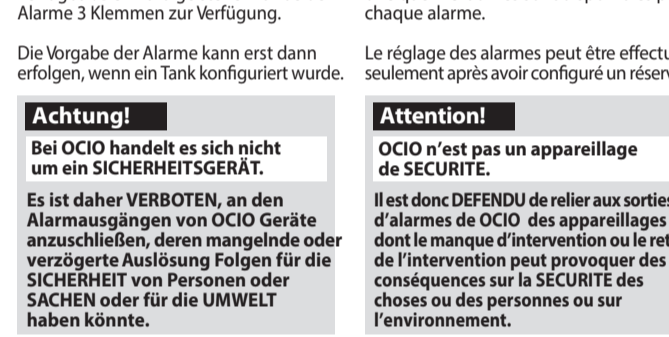 Alarme 3 Klemmen zur Verfügung.
Die Vorgabe der Alarme kann erst dann
erfolgen, wenn ein Tank konfiguriert wurde.
Achtung!
Bei OCIO handelt es sich nicht
um ein SICHERHEITSGERÄT.
Es ist daher VERBOTEN, an den
Alarmausgängen von OCIO Geräte
anzuschließen, deren mangelnde oder
verzögerte Auslösung Folgen für die
SICHERHEIT von Personen oder
SACHEN oder für die UMWELT
haben könnte.
chaque alarme.
Le réglage des alarmes peut être
seulement après avoir configuré un
Attention!
OCIO n'est pas un appareillage
de SECURITE.
Il est donc DEFENDU de relier aux sorties
d'alarmes de OCIO des appareillages
dont le manque d'intervention ou le
de l'intervention peut provoquer des
conséquences sur la SECURITE des
choses ou des personnes ou sur
l'environnement.